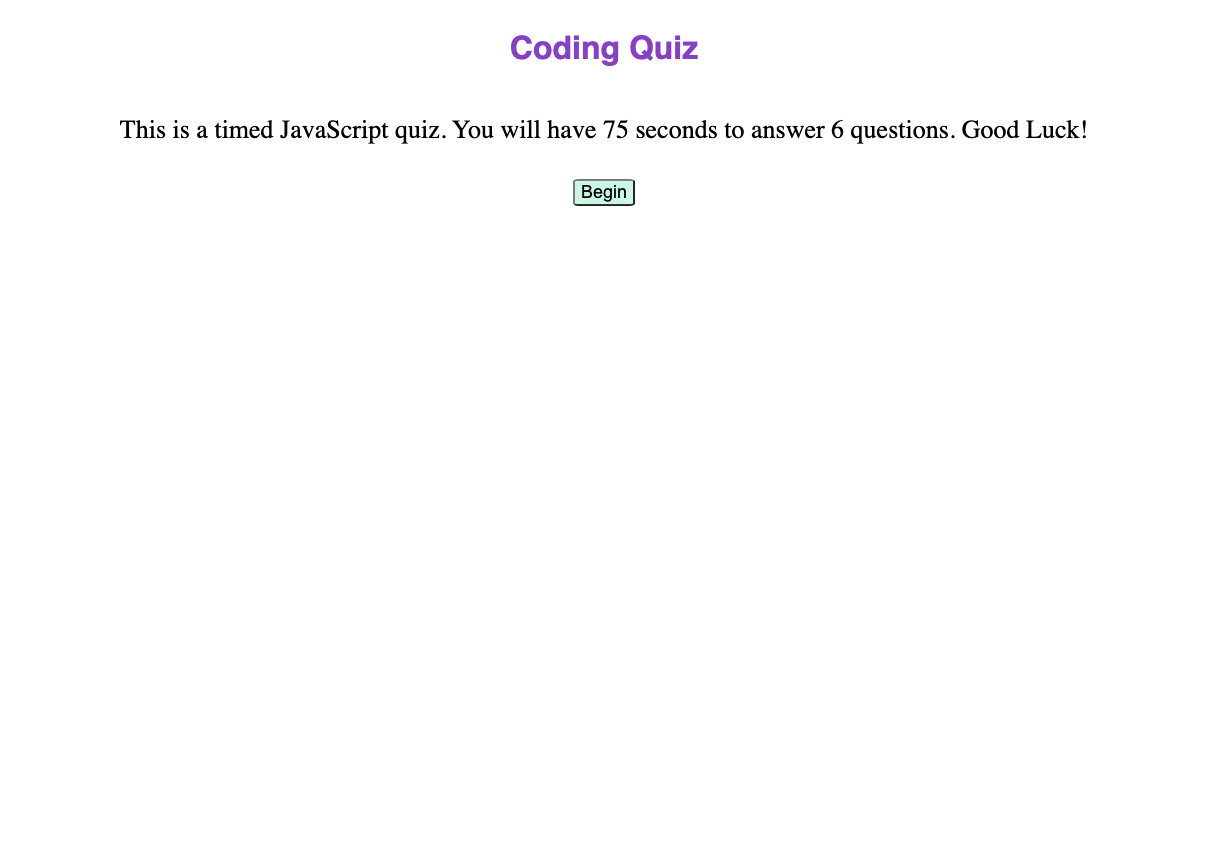 Coding Quiz
This is a timed JavaScript quiz. You will have 75 seconds to answer 6 questions. Good Luck!
Begin